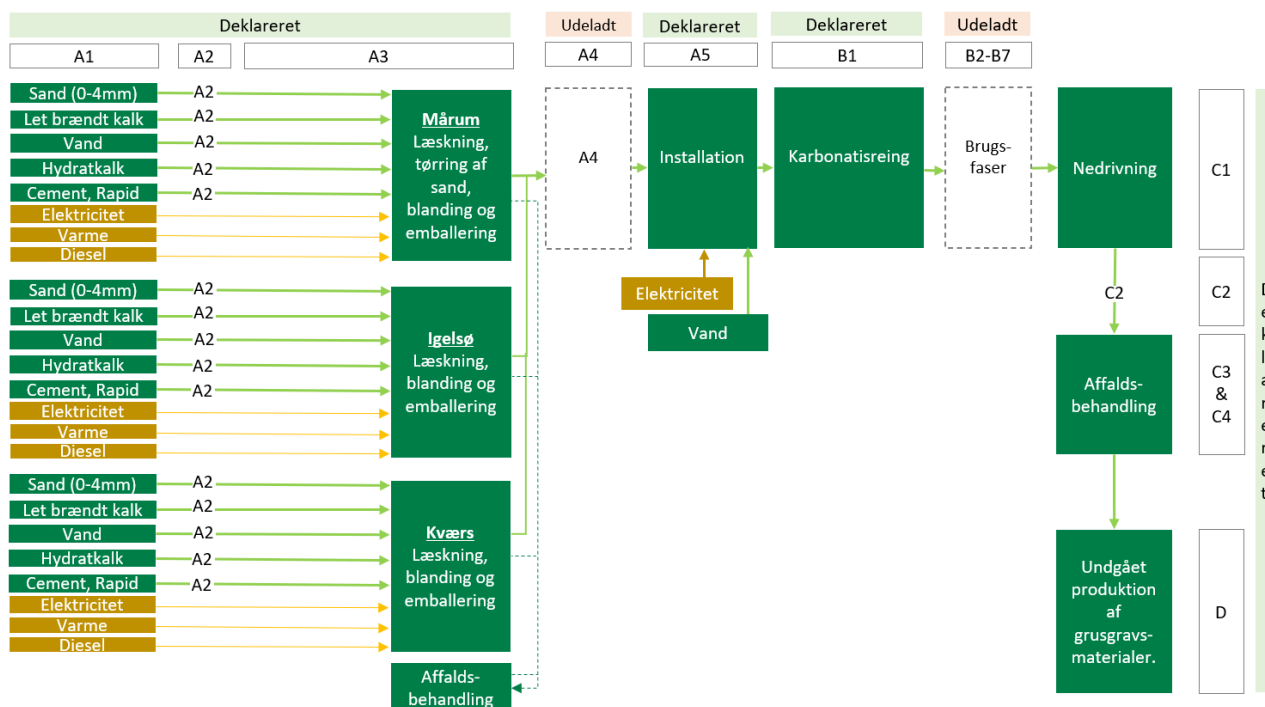 Deklareret
Udeladt
Deklareret
Deklareret
Udeladt
A1
A2
A3
A4
A5
B1
B2-B7
Sand (0-4mm)
A2
Let brændt kalk
A2
Vand
A2
Hydratkalk
A2
Cement, Rapid
A2
Elektricitet
Varme
Diesel
Mårum
Læskning,
tørring af
sand,
blanding og
emballering
A4
Installation
Karbonatisreing
Brugs-
faser
Nedrivning
C1
Elektricitet
Vand
C2
C2
Sand (0-4mm)
A2
Let brændt kalk
A2
Vand
A2
Hydratkalk
A2
Cement, Rapid
A2
Elektricitet
Varme
Diesel
Igelsø
Læskning,
blanding og
emballering
Affalds-
behandling
C3
&
C4
D
e
k
l
a
r
e
r
e
t
Sand (0-4mm)
A2
Let brændt kalk
A2
Vand
A2
Hydratkalk
A2
Cement, Rapid
A2
Elektricitet
Varme
Diesel
Kværs
Læskning,
blanding og
emballering
Undgået
produktion
af
grusgravs-
materialer.
D
Affalds-
behandling